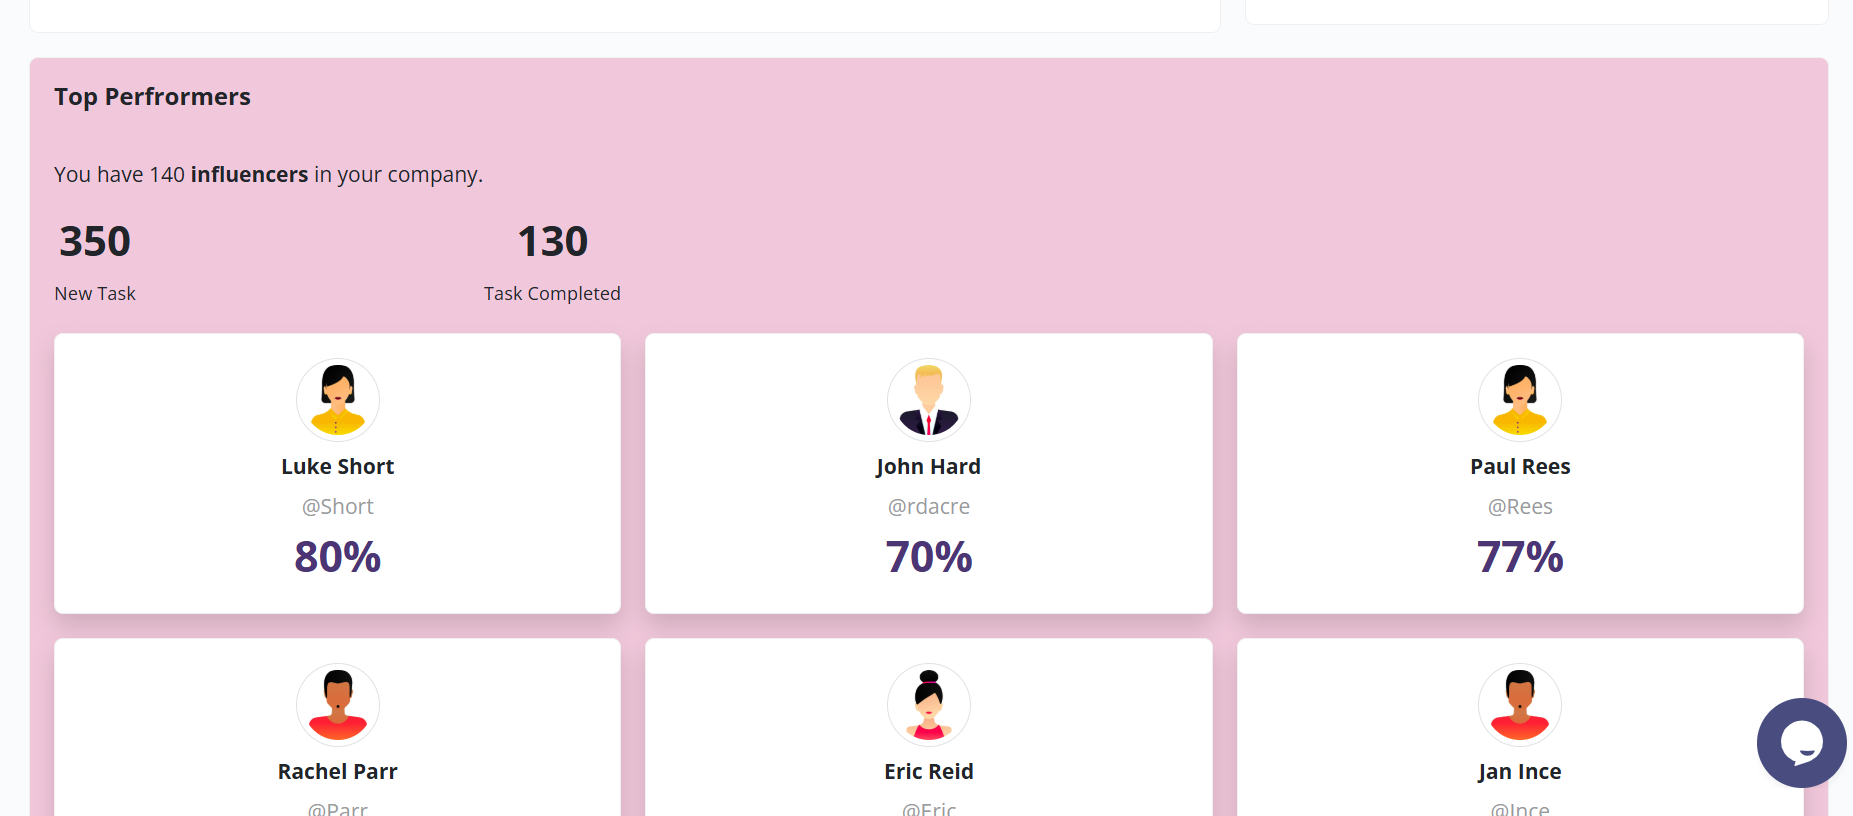 Top Perfrormers
You have 140 influencers in your company.
350
130
New Task
Task Completed
Luke Short
John Hard
Paul Rees
@Short
@rdacre
@Rees
80%
70%
77%
Rachel Parr
Eric Reid
Jan Ince
@Parr
@Eric
@Ince